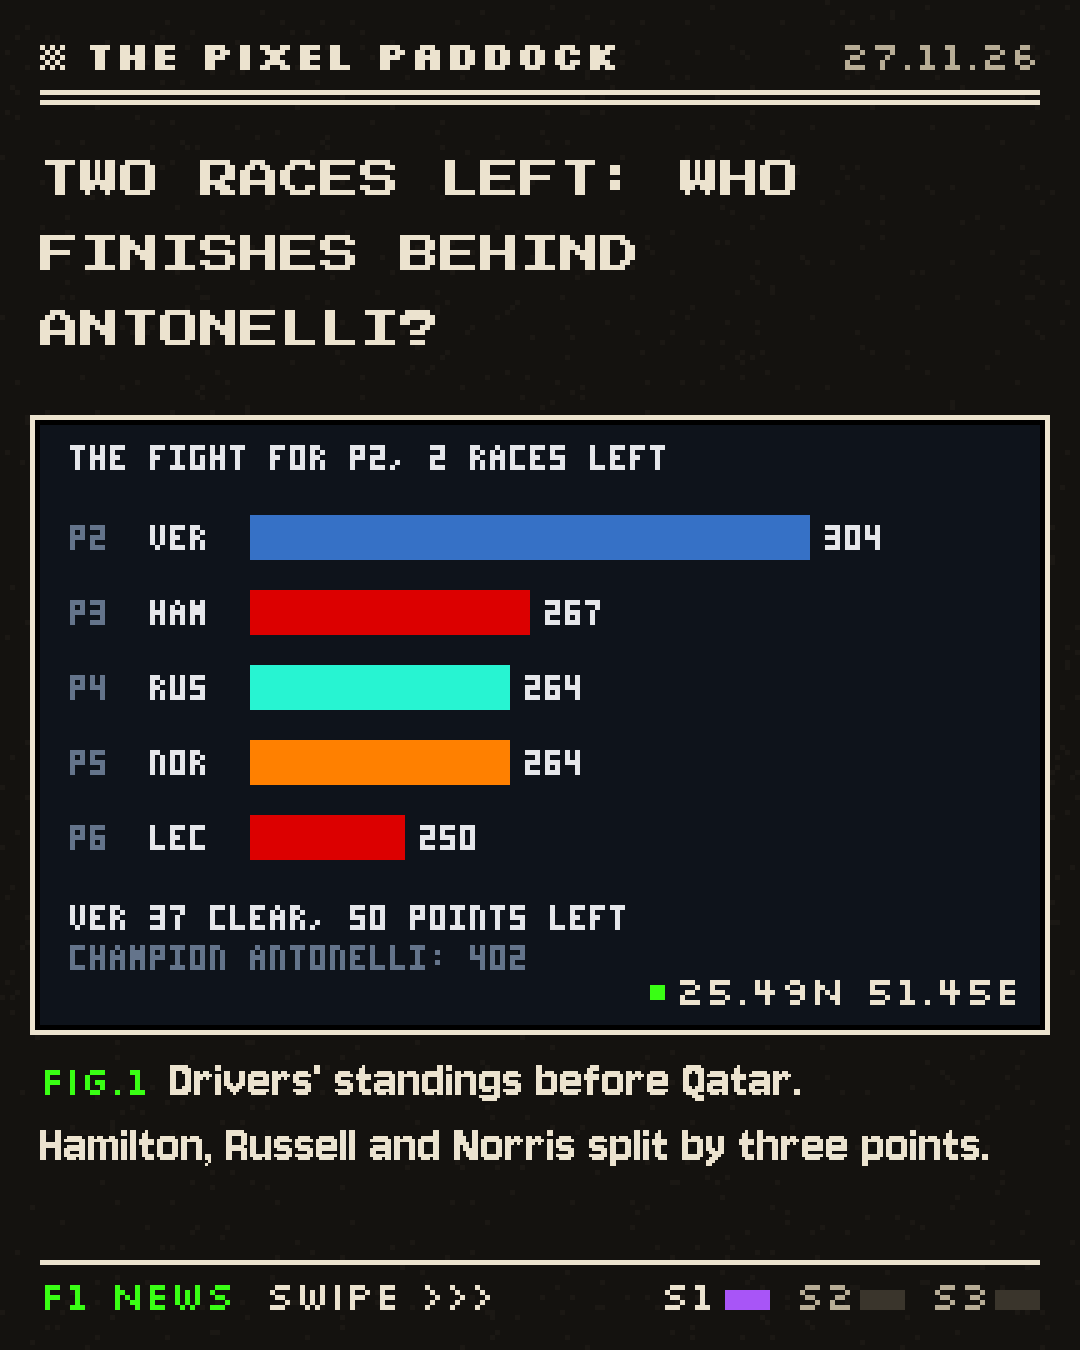 THE PIXEL PADDOCK
27.11.26
TWO RACES LEFT: WHO
FINISHES BEHIND
ANTONELLI?
THE FIGHT FOR P2, 2 RACES LEFT
P2 VER 304
P3 HAM 267
P4 RUS 264
P5 NOR 264
P6 LEC 250
VER 37 CLEAR, 50 POINTS LEFT
CHAMPION ANTONELLI: 402
25.49N 51.45E
FIG.1 Drivers' standings before Qatar.
Hamilton, Russell and Norris split by three points.
F1 NEWS SWIPE >>> S1 S2 S3